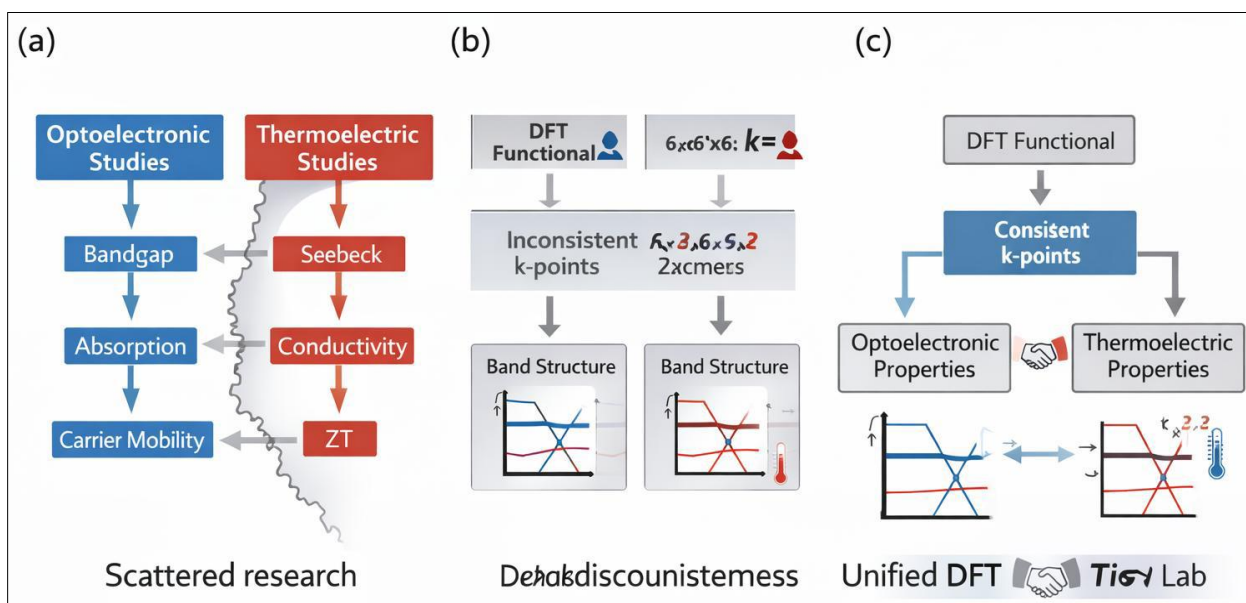 (a)
Optoelectronic
Studies
Thermoelectric
Studies
Bandgap
Seebeck
Absorption
Conductivity
Carrier Mobility
ZT
Scattered research
(b)
DFT
Functional
k=
Inconsistent
k-points
Band Structure
Band Structure
(c)
DFT Functional
k-points
Optoelectronic
Properties
Thermoelectric
Properties
Unified DFT
Lab